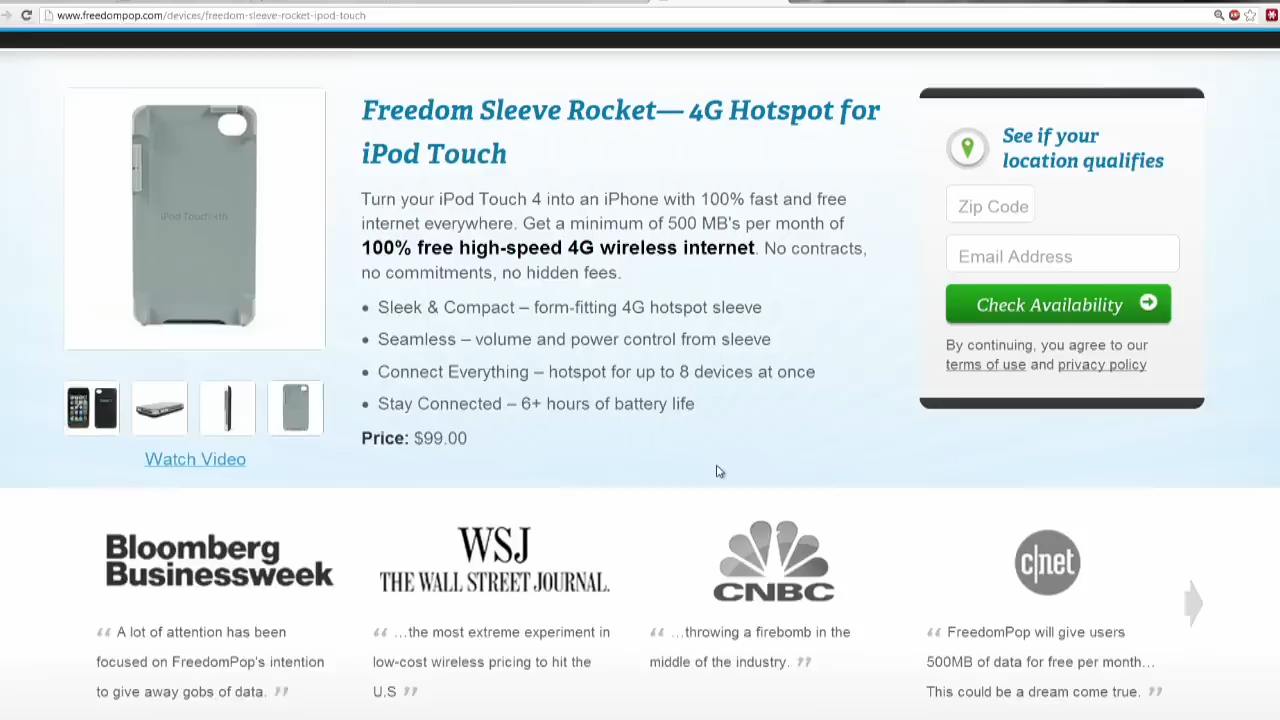 www.freedompop.com/devices/freedom-sleeve-rocket-ipod-touch
iPod Touch 4th
Watch Video
Freedom Sleeve Rocket— 4G Hotspot for
iPod Touch
Turn your iPod Touch 4 into an iPhone with 100% fast and free
internet everywhere. Get a minimum of 500 MB's per month of
100% free high-speed 4G wireless internet. No contracts,
no commitments, no hidden fees.
• Sleek & Compact – form-fitting 4G hotspot sleeve
• Seamless – volume and power control from sleeve
• Connect Everything – hotspot for up to 8 devices at once
• Stay Connected – 6+ hours of battery life
Price: $99.00
See if your
location qualifies
Zip Code
Email Address
Check Availability
By continuing, you agree to our
terms of use and privacy policy
Bloomberg
Businessweek
“ A lot of attention has been
focused on FreedomPop's intention
to give away gobs of data. ”
WSJ
THE WALL STREET JOURNAL.
“ ...the most extreme experiment in
low-cost wireless pricing to hit the
U.S ”
CNBC
“ ...throwing a firebomb in the
middle of the industry. ”
c|net
“ FreedomPop will give users
500MB of data for free per month...
This could be a dream come true. ”